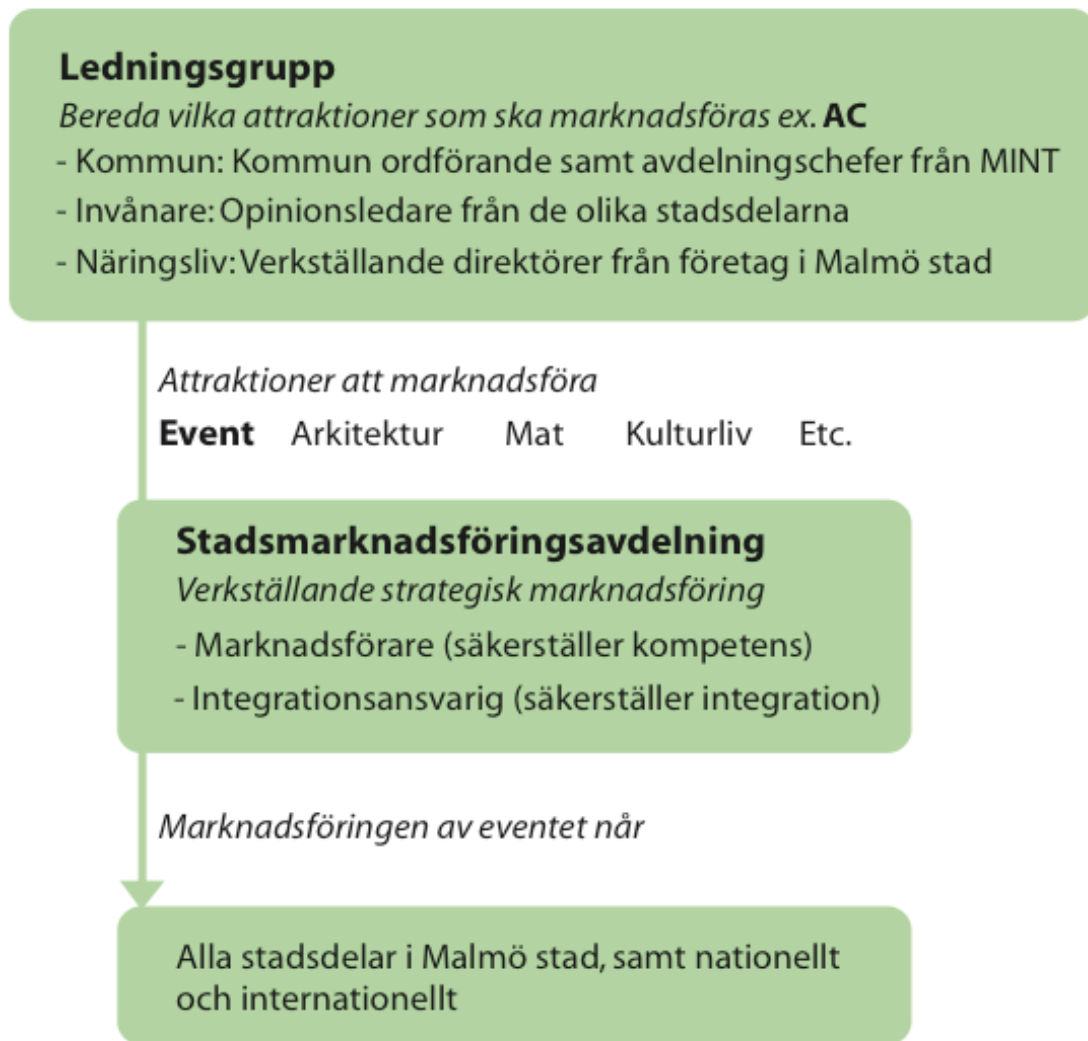 Ledningsgrupp
Bereda vilka attraktioner som ska marknadsföras ex. AC
- Kommun: Kommun ordförande samt avdelningschefer från MINT
- Invånare: Opinionsledare från de olika stadsdelarna
- Näringsliv: Verkställande direktörer från företag i Malmö stad
Attraktioner att marknadsföra
Event Arkitektur Mat Kulturliv Etc.
Stadsmarknadsföringsavdelning
Verkställande strategisk marknadsföring
- Marknadsförare (säkerställer kompetens)
- Integrationsansvarig (säkerställer integration)
Marknadsföringen av eventet når
Alla stadsdelar i Malmö stad, samt nationellt
och internationellt